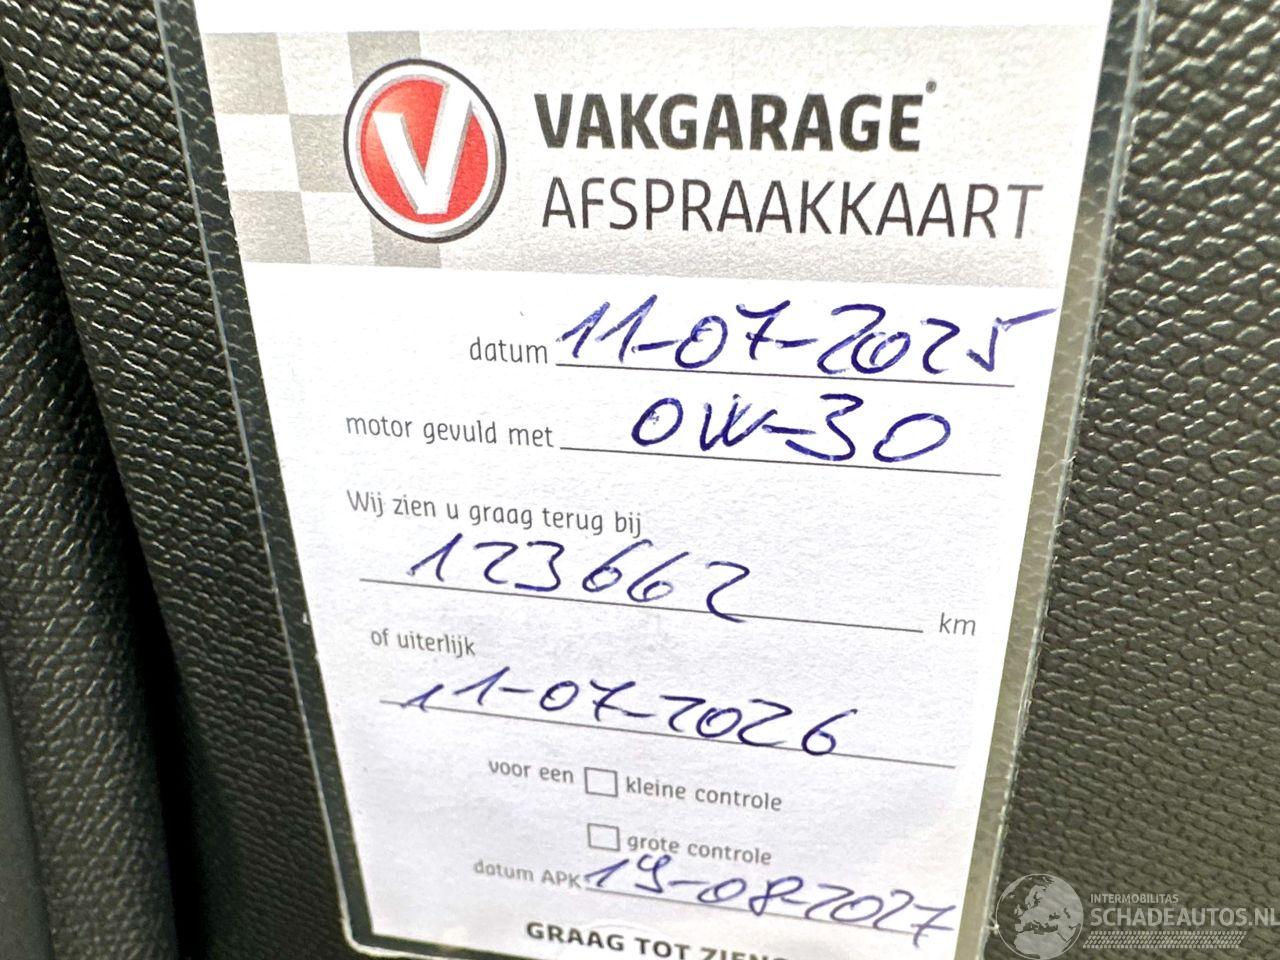 V VAKGARAGE®
AFSPRAAKKAART
datum 11-07-2025
motor gevuld met 0W-30
Wij zien u graag terug bij
123662 km
of uiterlijk
11-07-2026
voor een kleine controle
grote controle
datum APK 19-08-2027
GRAAG TOT ZIENS
INTERMOBILITAS
SCHADEAUTOS.NL